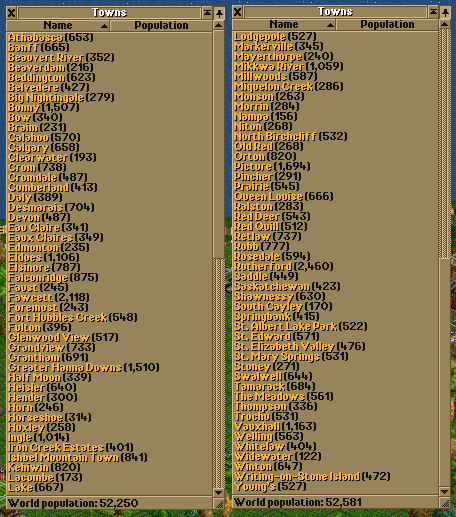 Towns
Name Population
Athabasca (653)
Banff (665)
Beauvert River (352)
Beaverdam (216)
Beddington (623)
Belvedere (427)
Big Nightingale (279)
Bonny (1,507)
Bow (340)
Braim (231)
Calahoo (570)
Calgary (658)
Clearwater (193)
Crom (738)
Cromdale (487)
Cumberland (413)
Daly (389)
Desmarais (704)
Devon (487)
Eau Claire (341)
Eaux Claires (349)
Edmonton (235)
Eldoes (1,106)
Elsinore (787)
Falconridge (875)
Faust (245)
Fawcett (2,118)
Foremost (243)
Fort Hubbles Creek (548)
Fulton (396)
Glenwood View (517)
Grandview (733)
Grantham (691)
Greater Hanna Downs (1,510)
Half Moon (339)
Heisler (640)
Hender (300)
Horn (246)
Horseshoe (314)
Huxley (258)
Ingle (1,014)
Iron Creek Estates (401)
Ishbel Mountain Town (841)
Kehiwin (820)
Lacombe (173)
Lake (667)
World population: 52,250
Towns
Name Population
Lodgepole (527)
Markerville (345)
Mayerthorpe (240)
Mikkwa River (1,059)
Millwoods (587)
Miquelon Creek (286)
Monson (263)
Morrin (284)
Nampa (156)
Niton (268)
North Birchcliff (532)
Old Red (268)
Orton (820)
Picture (1,694)
Pincher (291)
Prairie (545)
Queen Louise (666)
Ralston (283)
Red Deer (543)
Red Quill (512)
Retlaw (737)
Robb (777)
Rosedale (594)
Rutherford (2,460)
Saddle (449)
Saskatchewan (423)
Shawnessy (630)
South Cayley (170)
Springbank (415)
St. Albert Lake Park (522)
St. Edward (571)
St. Elizabeth Valley (476)
St. Mary Springs (531)
Stoney (271)
Swalwell (644)
Tamarack (684)
The Meadows (561)
Thompson (336)
Trochu (531)
Vauxhall (1,163)
Welling (563)
Whitelaw (404)
Widewater (122)
Winton (647)
Writing-on-Stone Island (472)
Young's (527)
World population: 52,581